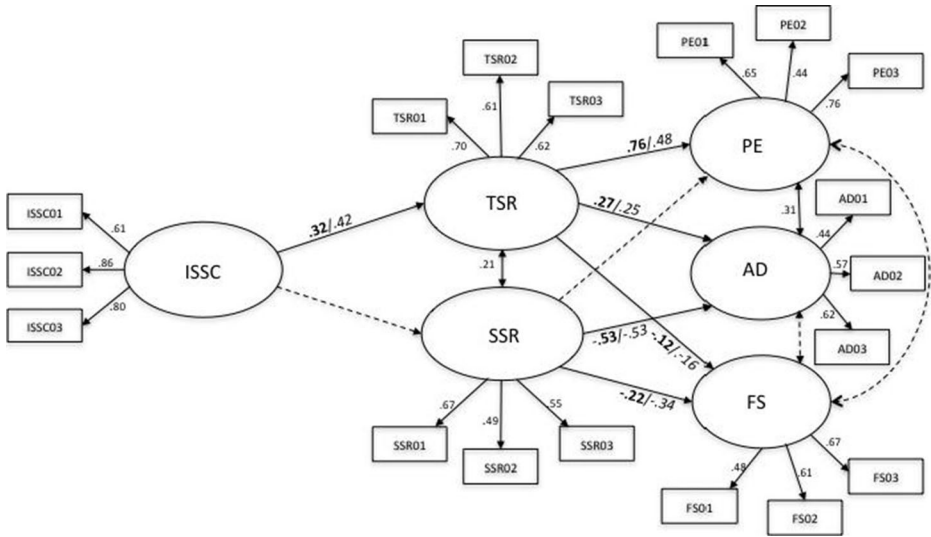 PE01
PE02
PE03
.65
.44
.76
PE
TSR01
TSR02
TSR03
.70
.61
.62
TSR
.76/.48
.27/.25
-.12/-.16
ISSC01
ISSC02
ISSC03
.61
.86
.80
ISSC
.32/.42
.21
.31
AD
AD01
AD02
AD03
.44
.57
.62
SSR
-.53/-.53
-.22/-.34
.67
.49
.55
SSR01
SSR02
SSR03
FS
.48
.61
.67
FS01
FS02
FS03